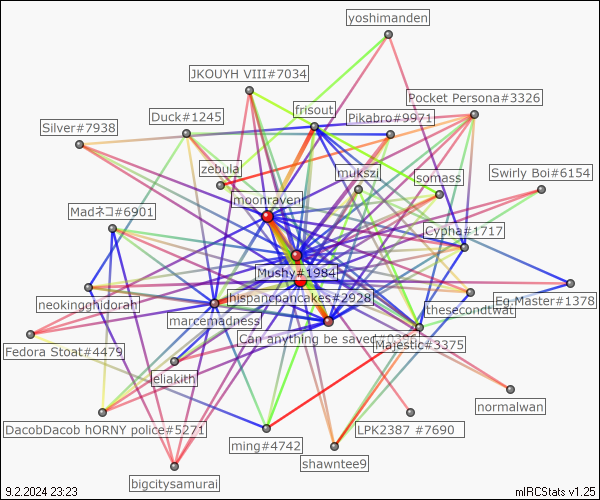 yoshimanden
JKOUYH VIII#7034
Pocket Persona#3326
frisout
Duck#1245
Pikabro#9971
Silver#7938
zebula
mukszi
somass
Swirly Boi#6154
moonraven
Madネコ#6901
Cypha#1717
Mushy#1984
neokinghidorah
hispanicpancakes#2928
Eg.Master#1378
thesecondtwat
marcemadness
Can anything be saved
Majestic#3375
Fedora Stoat#4479
eliakith
normalwan
DacobDacob hORNY police#5271
LPK2387 #7690
ming#4742
shawntee9
bigcitysamurai
9.2.2024 23:23
mIRCStats v1.25